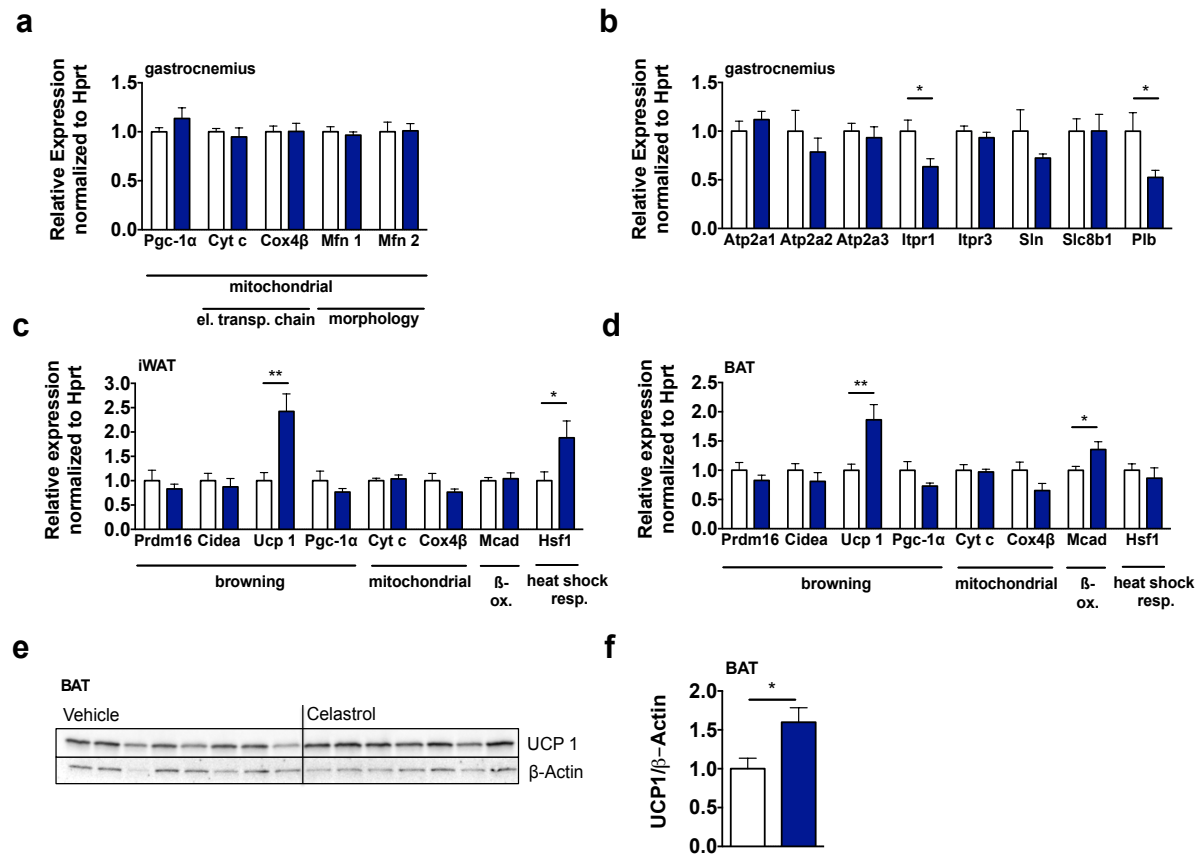 a
gastrocnemius
Relative Expression
normalized to Hprt
1.5
1.0
0.5
0.0
Pgc-1α Cyt c Cox4β Mfn 1 Mfn 2
mitochondrial
el. transp. chain morphology
b
gastrocnemius
Relative Expression
normalized to Hprt
1.5
1.0
0.5
0.0
* *
Atp2a1 Atp2a2 Atp2a3 Itpr1 Itpr3 Sln Slc8b1 Plb
c
iWAT
Relative expression
normalized to Hprt
3.0
2.5
2.0
1.5
1.0
0.5
0.0
** *
Prdm16 Cidea Ucp 1 Pgc-1α Cyt c Cox4β Mcad Hsf1
browning mitochondrial ß- heat shock
ox. resp.
d
BAT
Relative expression
normalized to Hprt
2.5
2.0
1.5
1.0
0.5
0.0
** *
Prdm16 Cidea Ucp 1 Pgc-1α Cyt c Cox4β Mcad Hsf1
browning mitochondrial ß- heat shock
ox. resp.
e
BAT
Vehicle Celastrol
UCP 1
β-Actin
f
BAT
UCP1/β−Actin
2.0
1.5
1.0
0.5
0.0
*